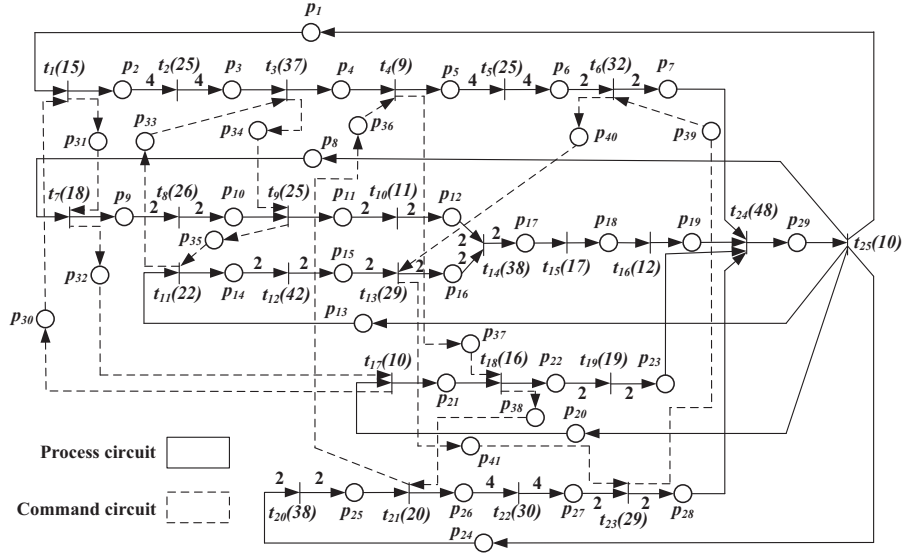 p1
t1(15) p2 t2(25) p3 t3(37) p4 t4(9) p5 t5(25) p6 t6(32) p7
4 4 4 4 2 2
p31 p33 p34 p36 p40 p39
p8
t7(18) p9 t8(26) p10 t9(25) p11 t10(11) p12
2 2 2 2 2 2
p17 p18 p19 t24(48) p29 t25(10)
p35 p15
2 2 2 2 2
t14(38) t15(17) t16(12)
p32 t11(22) p14 t12(42) t13(29) p16
p30 p13
p37
t17(10) t18(16) p22 t19(19) p23
2 2
p21 p38 p20
Process circuit
p41
Command circuit
2 2 4 4 2 2
t20(38) p25 t21(20) p26 t22(30) p27 t23(29) p28
p24